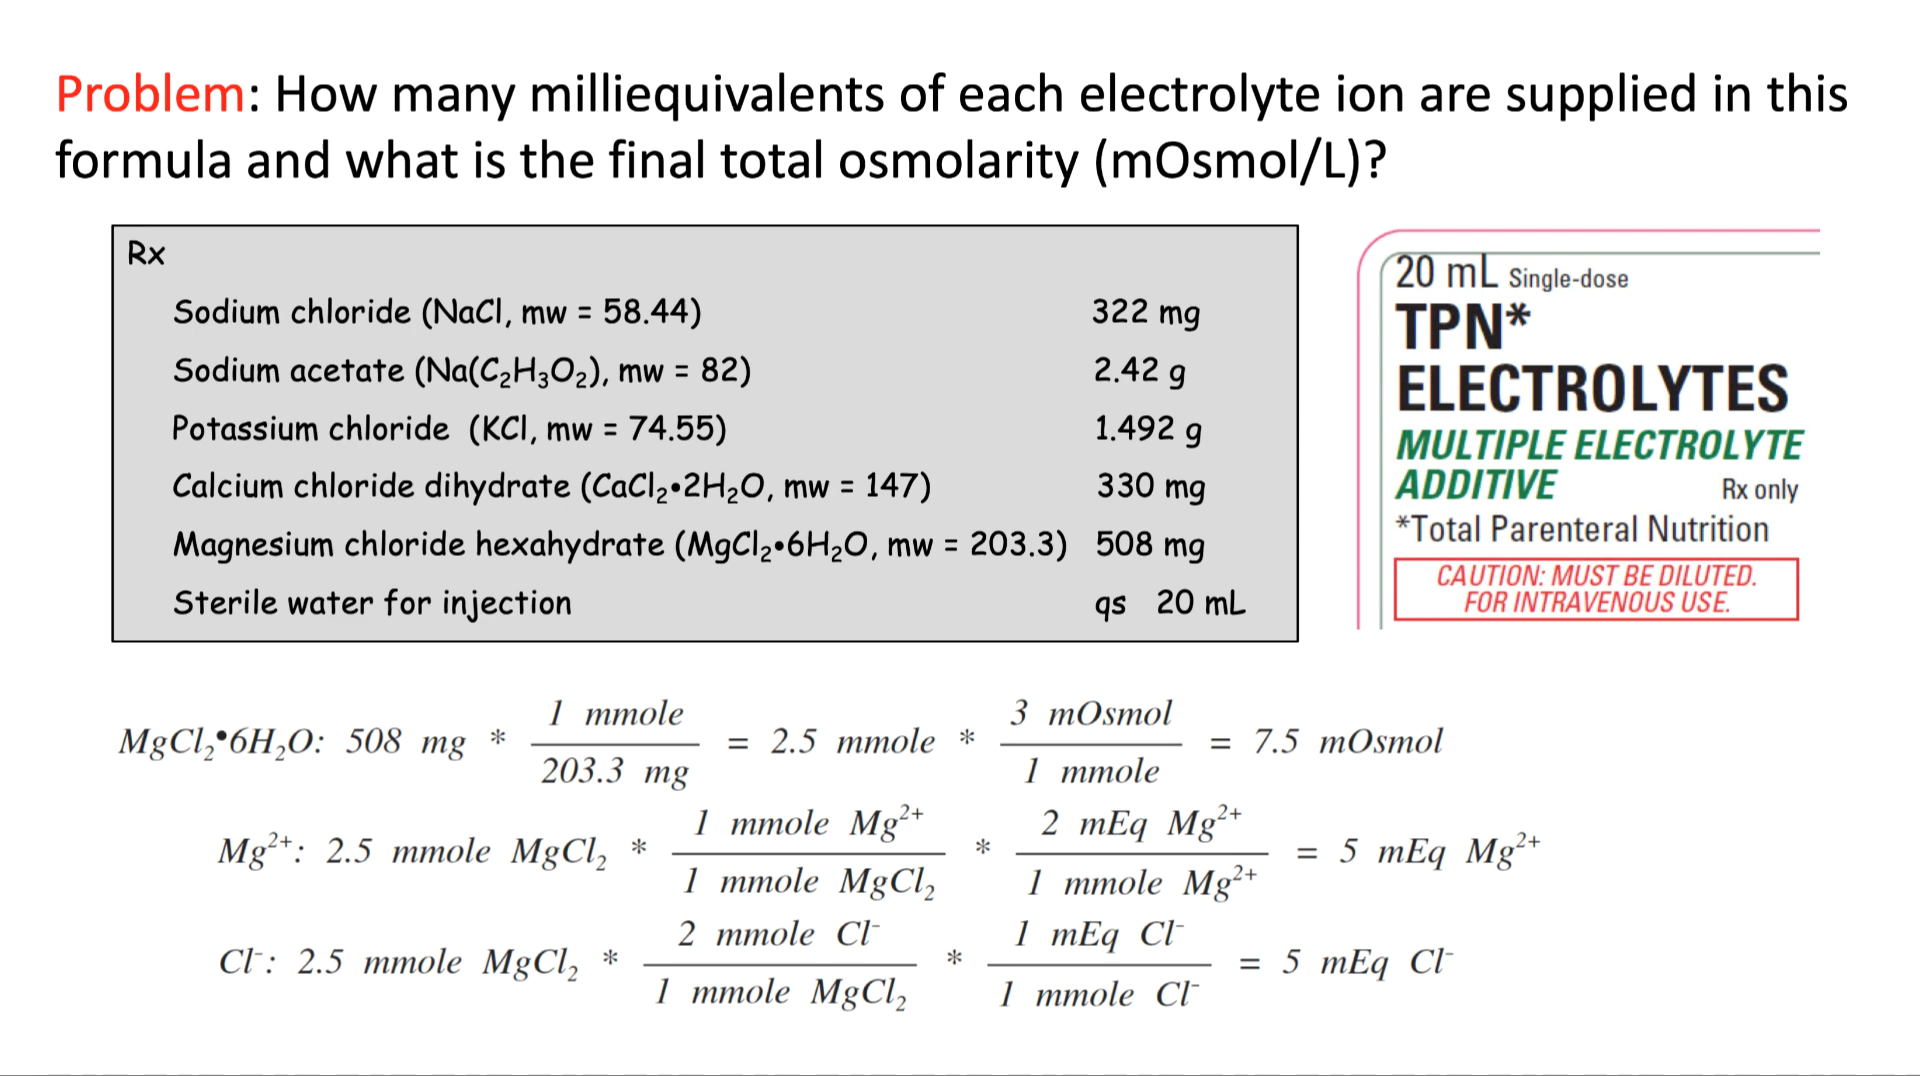 Problem: How many milliequivalents of each electrolyte ion are supplied in this
formula and what is the final total osmolarity (mOsmol/L)?
Rx
Sodium chloride (NaCl, mw = 58.44) 322 mg
Sodium acetate (Na(C₂H₃O₂), mw = 82) 2.42 g
Potassium chloride (KCl, mw = 74.55) 1.492 g
Calcium chloride dihydrate (CaCl₂•2H₂O, mw = 147) 330 mg
Magnesium chloride hexahydrate (MgCl₂•6H₂O, mw = 203.3) 508 mg
Sterile water for injection qs 20 mL
20 mL Single-dose
TPN*
ELECTROLYTES
MULTIPLE ELECTROLYTE
ADDITIVE Rx only
*Total Parenteral Nutrition
CAUTION: MUST BE DILUTED.
FOR INTRAVENOUS USE.
MgCl₂•6H₂O: 508 mg * 1 mmole / 203.3 mg = 2.5 mmole * 3 mOsmol / 1 mmole = 7.5 mOsmol
Mg²⁺: 2.5 mmole MgCl₂ * 1 mmole Mg²⁺ / 1 mmole MgCl₂ * 2 mEq Mg²⁺ / 1 mmole Mg²⁺ = 5 mEq Mg²⁺
Cl⁻: 2.5 mmole MgCl₂ * 2 mmole Cl⁻ / 1 mmole MgCl₂ * 1 mEq Cl⁻ / 1 mmole Cl⁻ = 5 mEq Cl⁻